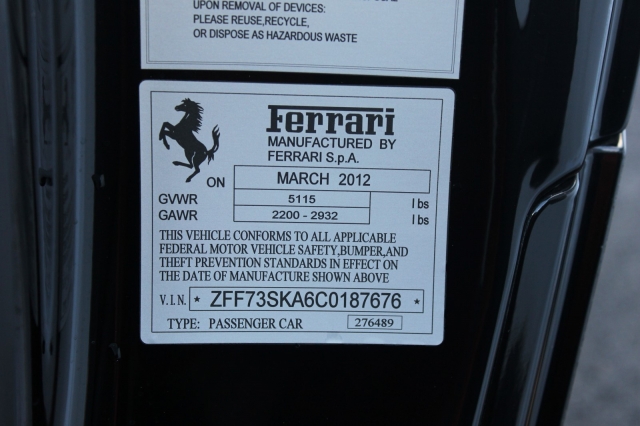 UPON REMOVAL OF DEVICES:
PLEASE REUSE,RECYCLE,
OR DISPOSE AS HAZARDOUS WASTE
Ferrari
MANUFACTURED BY
FERRARI S.p.A.
ON MARCH 2012
GVWR 5115 lbs
GAWR 2200 - 2932 lbs
THIS VEHICLE CONFORMS TO ALL APPLICABLE
FEDERAL MOTOR VEHICLE SAFETY,BUMPER,AND
THEFT PREVENTION STANDARDS IN EFFECT ON
THE DATE OF MANUFACTURE SHOWN ABOVE
V.I.N. * ZFF73SKA6C0187676 *
TYPE: PASSENGER CAR 276489